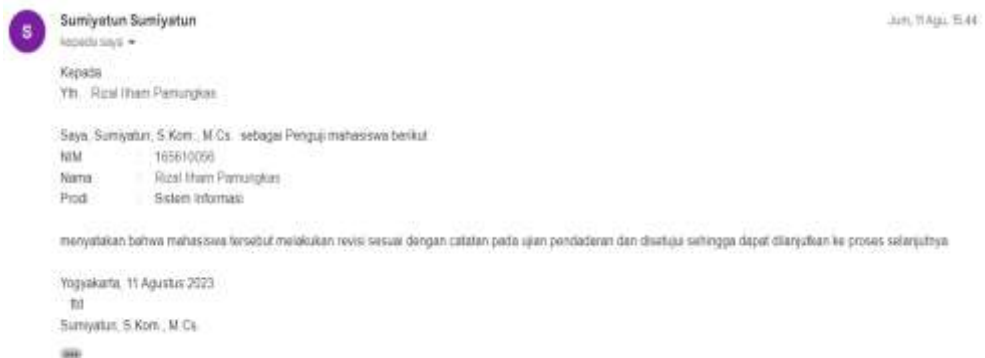 S
Sumiyatun Sumiyatun
Jum, 11 Agu, 15.44
kepada saya
Kepada
Yth. Rizal Ilham Pamungkas
Saya, Sumiyatun, S.Kom., M.Cs. sebagai Penguji mahasiswa berikut
NIM : 165610056
Nama : Rizal Ilham Pamungkas
Prodi : Sistem Informasi
menyatakan bahwa mahasiswa tersebut melakukan revisi sesuai dengan catatan pada ujian pendadaran dan disetujui sehingga dapat dilanjutkan ke proses selanjutnya
Yogyakarta, 11 Agustus 2023
ttd
Sumiyatun, S.Kom., M.Cs.